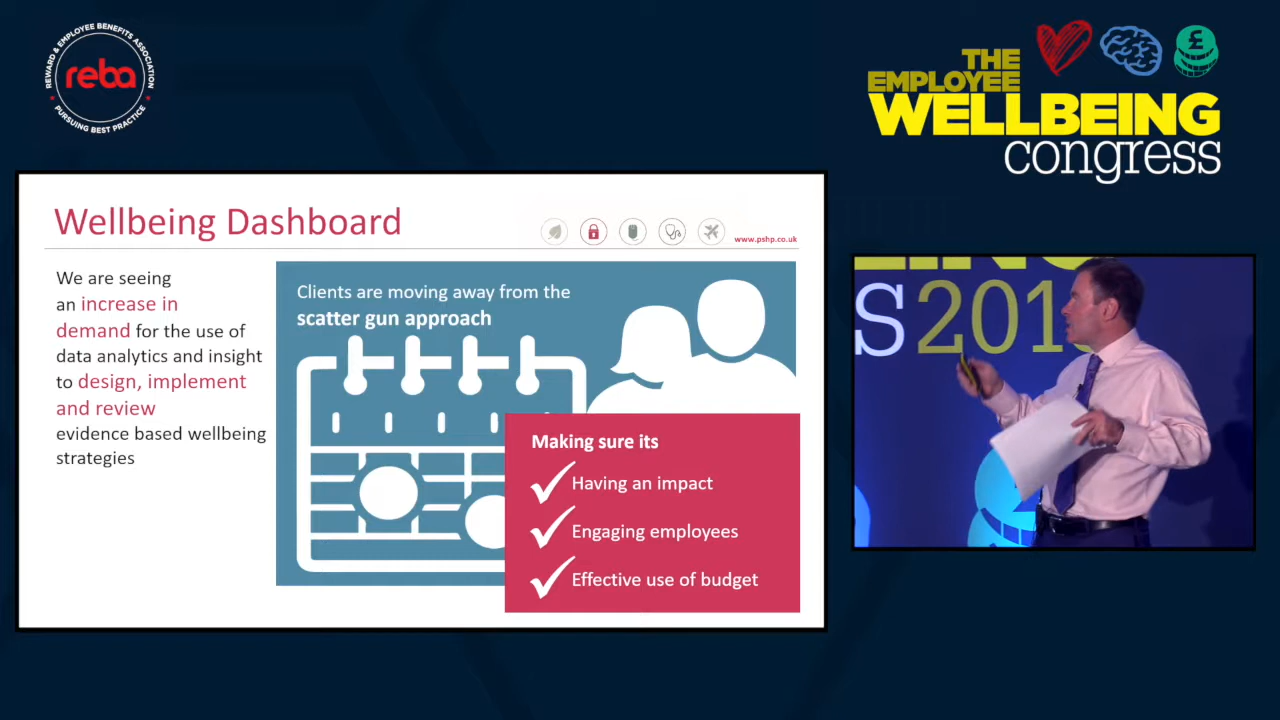 REWARD & EMPLOYEE BENEFITS ASSOCIATION
reba
PURSUING BEST PRACTICE
THE
EMPLOYEE
WELLBEING
congress
£
Wellbeing Dashboard
www.pshp.co.uk
We are seeing
an increase in
demand for the use of
data analytics and insight
to design, implement
and review
evidence based wellbeing
strategies
Clients are moving away from the
scatter gun approach
Making sure its
Having an impact
Engaging employees
Effective use of budget
S 201